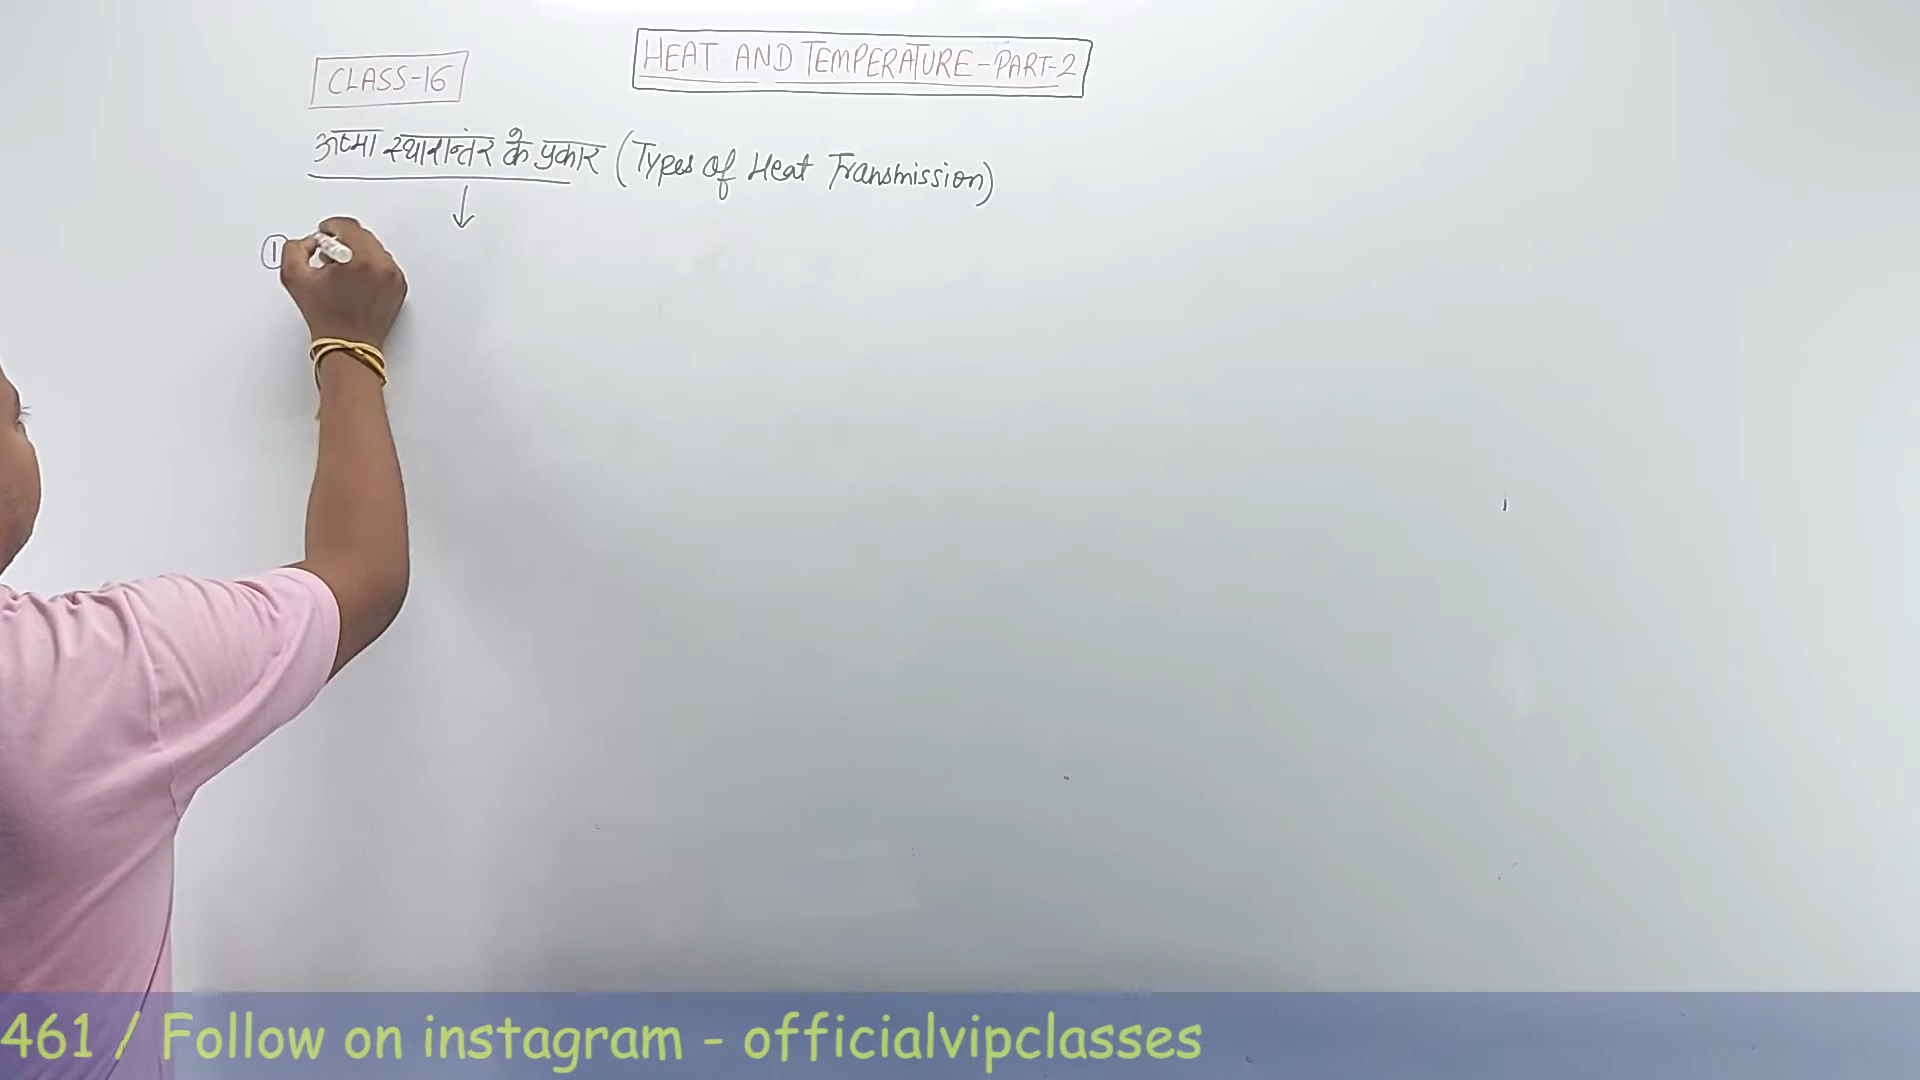 HEAT AND TEMPERATURE-PART-2
CLASS-16
ऊष्मा स्थानान्तर के प्रकार (Types of Heat Transmission)
①
461 / Follow on instagram - officialvipclasses